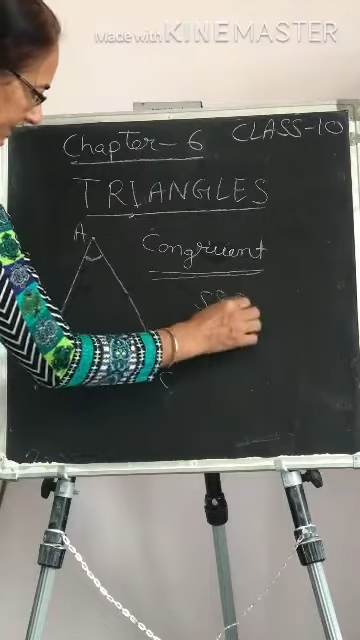 Made with KINEMASTER
Chapter-6 CLASS-10
TRIANGLES
A
Congruent
C